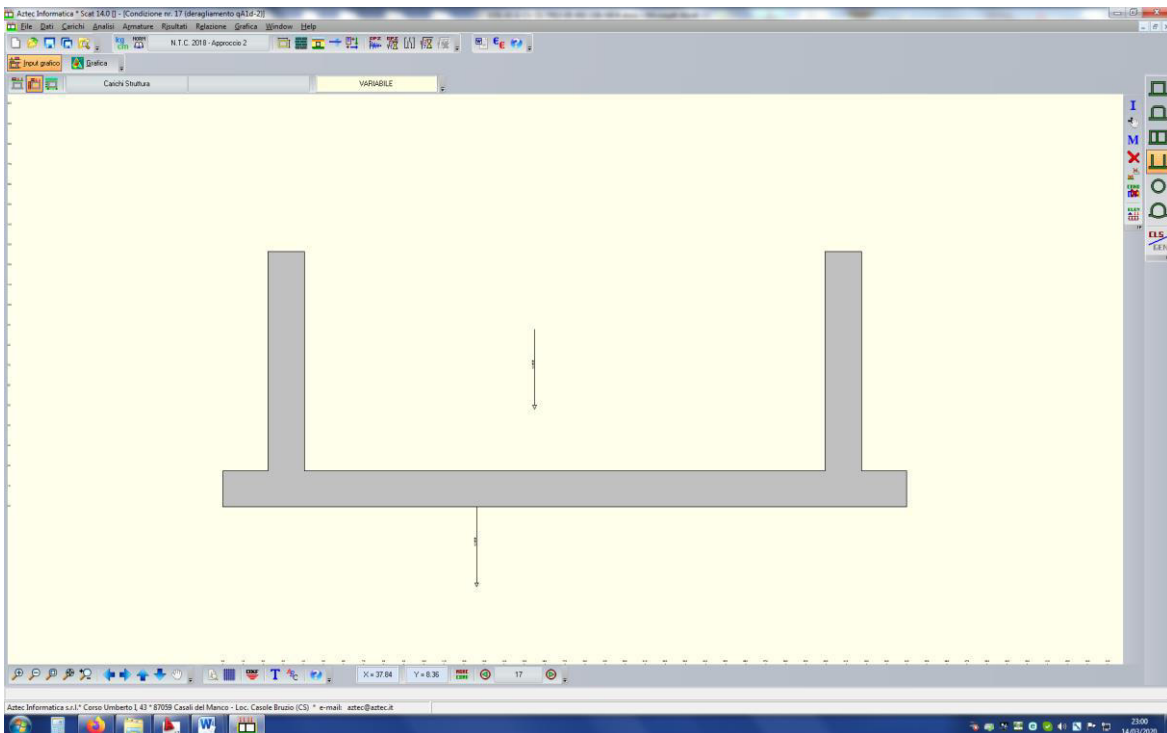 Aztec Informatica * Scat 14.0 [] - [Condizione nr. 17 (deragliamento qA1d-2)]
File Dati Carichi Analisi Armature Risultati Relazione Grafica Window Help
N.T.C. 2018 - Approccio 2
Input grafico Grafica
Carichi Struttura VARIABILE
I
M
CLS
T X = 37.84 Y = 8.36 17
Aztec Informatica s.r.l.* Corso Umberto I, 43 * 87059 Casali del Manco - Loc. Casole Bruzio (CS) * e-mail: aztec@aztec.it
23:00
14/03/2020